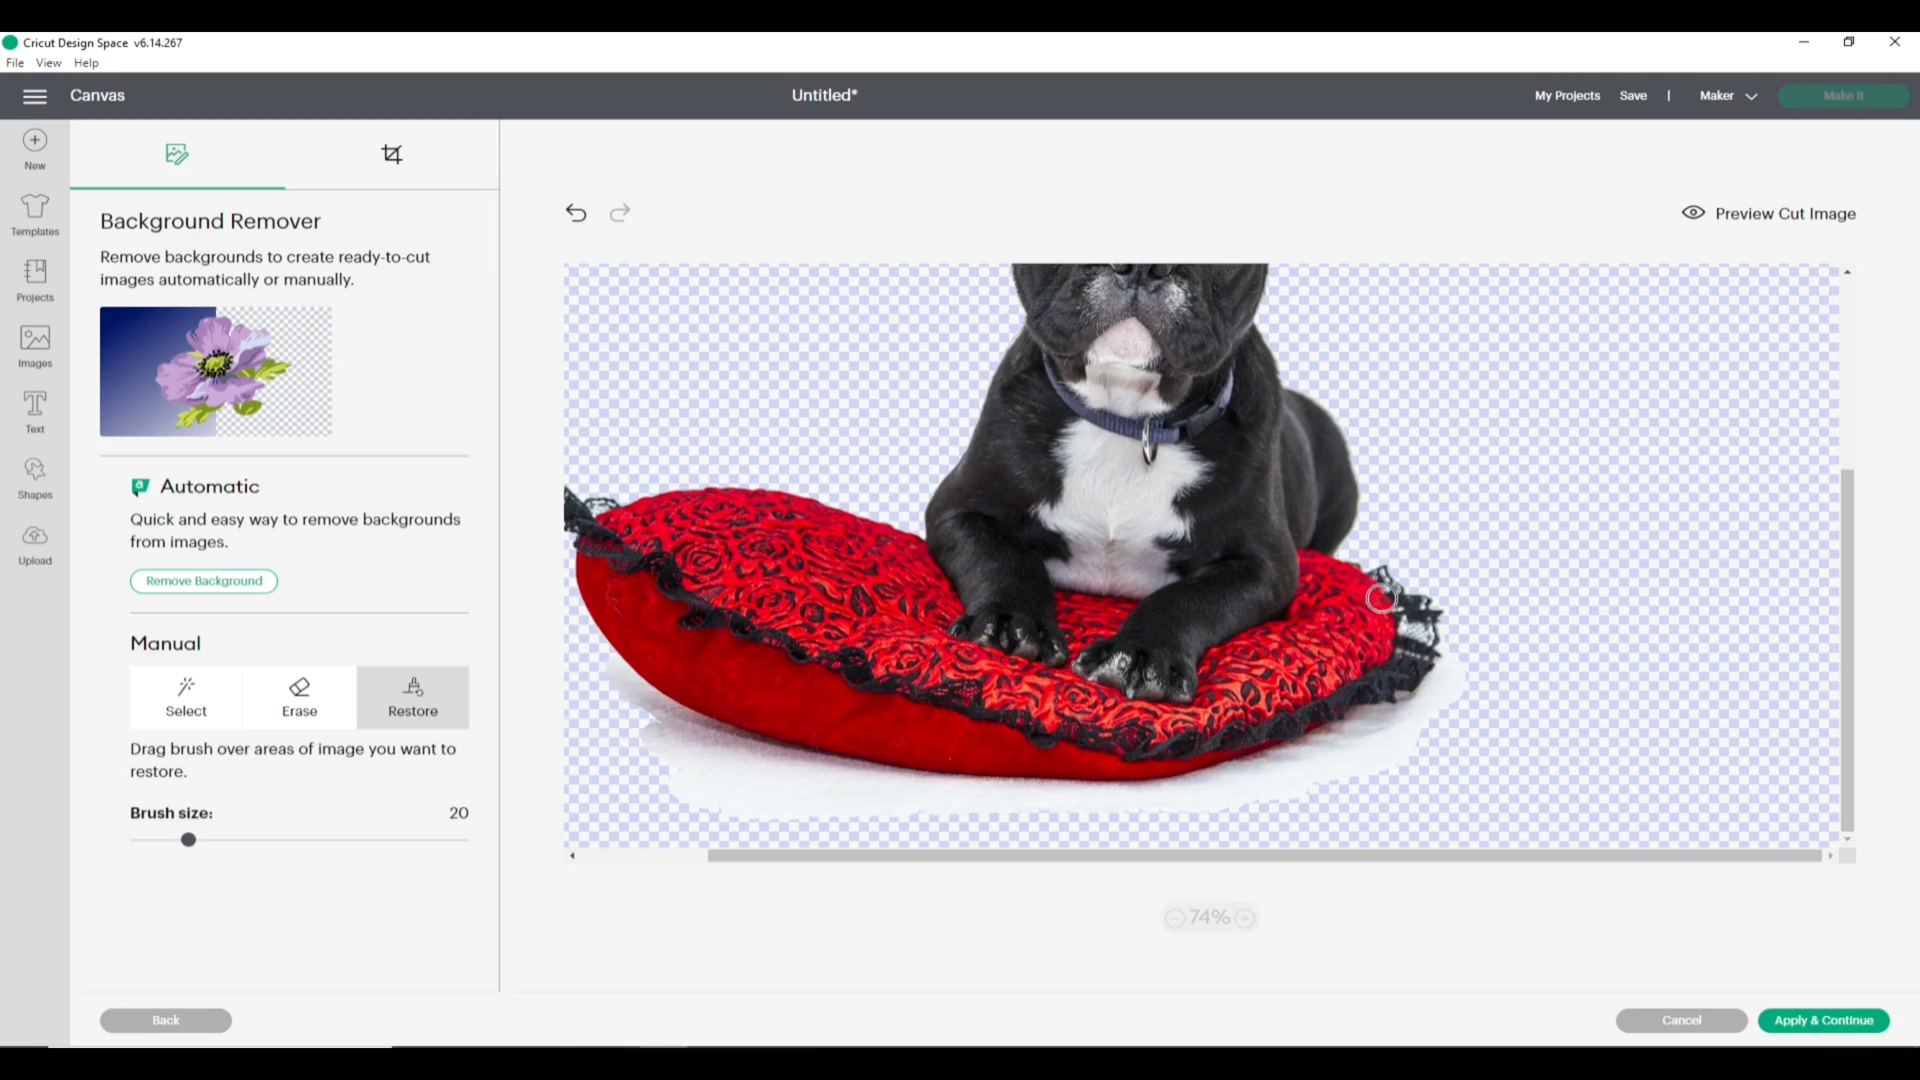 Cricut Design Space v6.14.267
File View Help
Canvas
Untitled*
My Projects Save | Maker Make It
New
Templates
Projects
Images
Text
Shapes
Upload
Background Remover
Remove backgrounds to create ready-to-cut
images automatically or manually.
Automatic
Quick and easy way to remove backgrounds
from images.
Remove Background
Manual
Select Erase Restore
Drag brush over areas of image you want to
restore.
Brush size: 20
Preview Cut Image
74%
Back
Cancel Apply & Continue